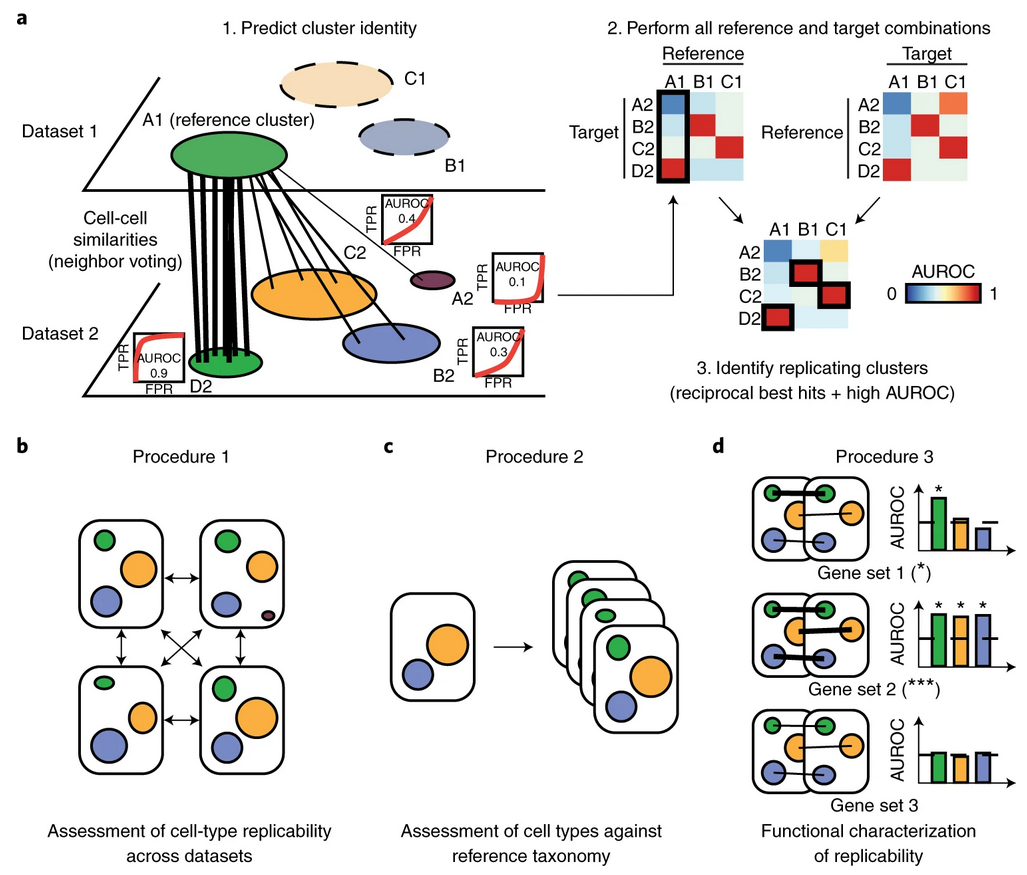 a
1. Predict cluster identity
C1
A1 (reference cluster)
Dataset 1
B1
Cell-cell
similarities
(neighbor voting)
TPR
AUROC
0.4
FPR
C2
A2
TPR
AUROC
0.1
FPR
Dataset 2
TPR
AUROC
0.9
FPR
D2
B2
TPR
AUROC
0.3
FPR
2. Perform all reference and target combinations
Reference
A1 B1 C1
Target
A2
B2
C2
D2
Target
A1 B1 C1
Reference
A2
B2
C2
D2
A1 B1 C1
A2
B2
C2
D2
AUROC
0 1
3. Identify replicating clusters
(reciprocal best hits + high AUROC)
b
Procedure 1
Assessment of cell-type replicability
across datasets
c
Procedure 2
Assessment of cell types against
reference taxonomy
d
Procedure 3
AUROC
*
Gene set 1 (*)
AUROC
* * *
Gene set 2 (***)
AUROC
Gene set 3
Functional characterization
of replicability